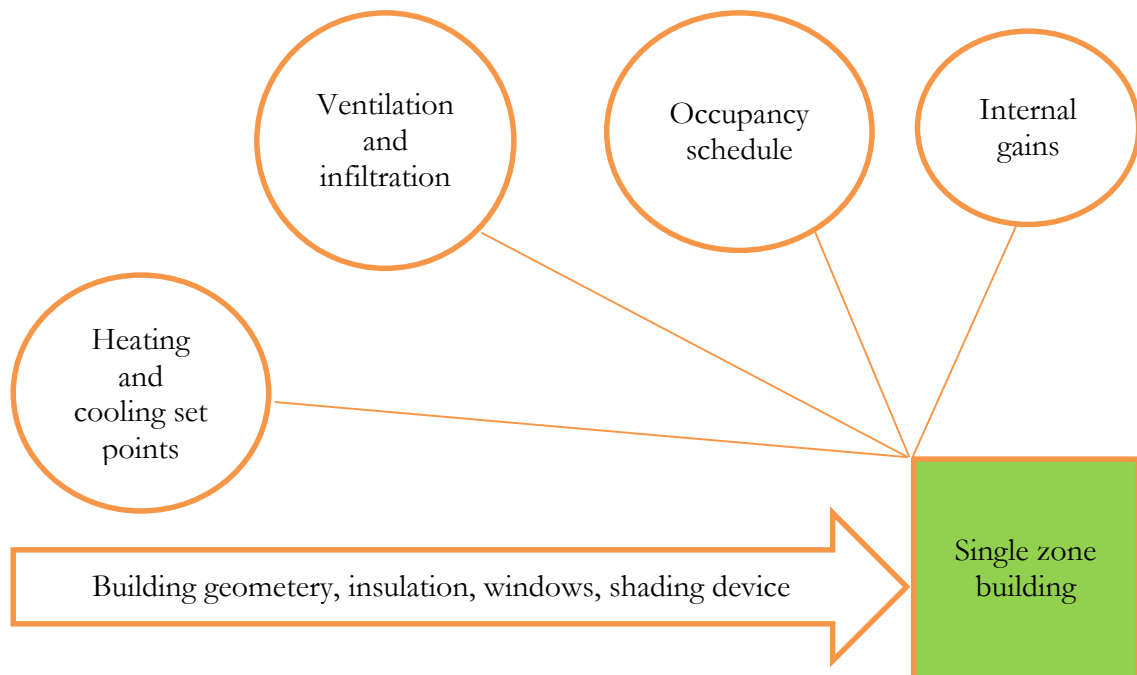 Ventilation
and
infiltration
Occupancy
schedule
Internal
gains
Heating
and
cooling set
points
Building geometery, insulation, windows, shading device
Single zone
building